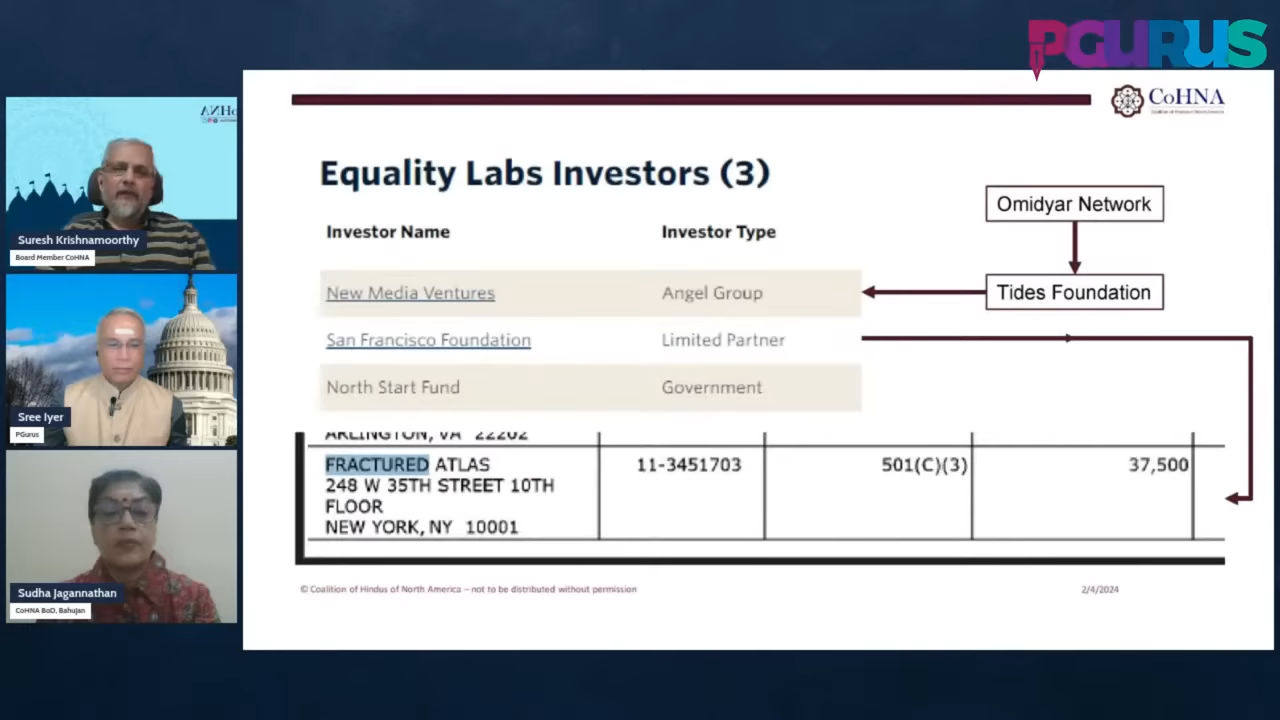 PGURUS
CoHNA
CoHNA
Suresh Krishnamoorthy
Board Member CoHNA
Sree Iyer
PGurus
Sudha Jagannathan
CoHNA BoD, Bahujan
Equality Labs Investors (3)
Investor Name Investor Type
New Media Ventures Angel Group
San Francisco Foundation Limited Partner
North Start Fund Government
Omidyar Network
Tides Foundation
ARLINGTON, VA 22202
FRACTURED ATLAS 11-3451703 501(C)(3) 37,500
248 W 35TH STREET 10TH
FLOOR
NEW YORK, NY 10001
© Coalition of Hindus of North America – not to be distributed without permission 2/4/2024